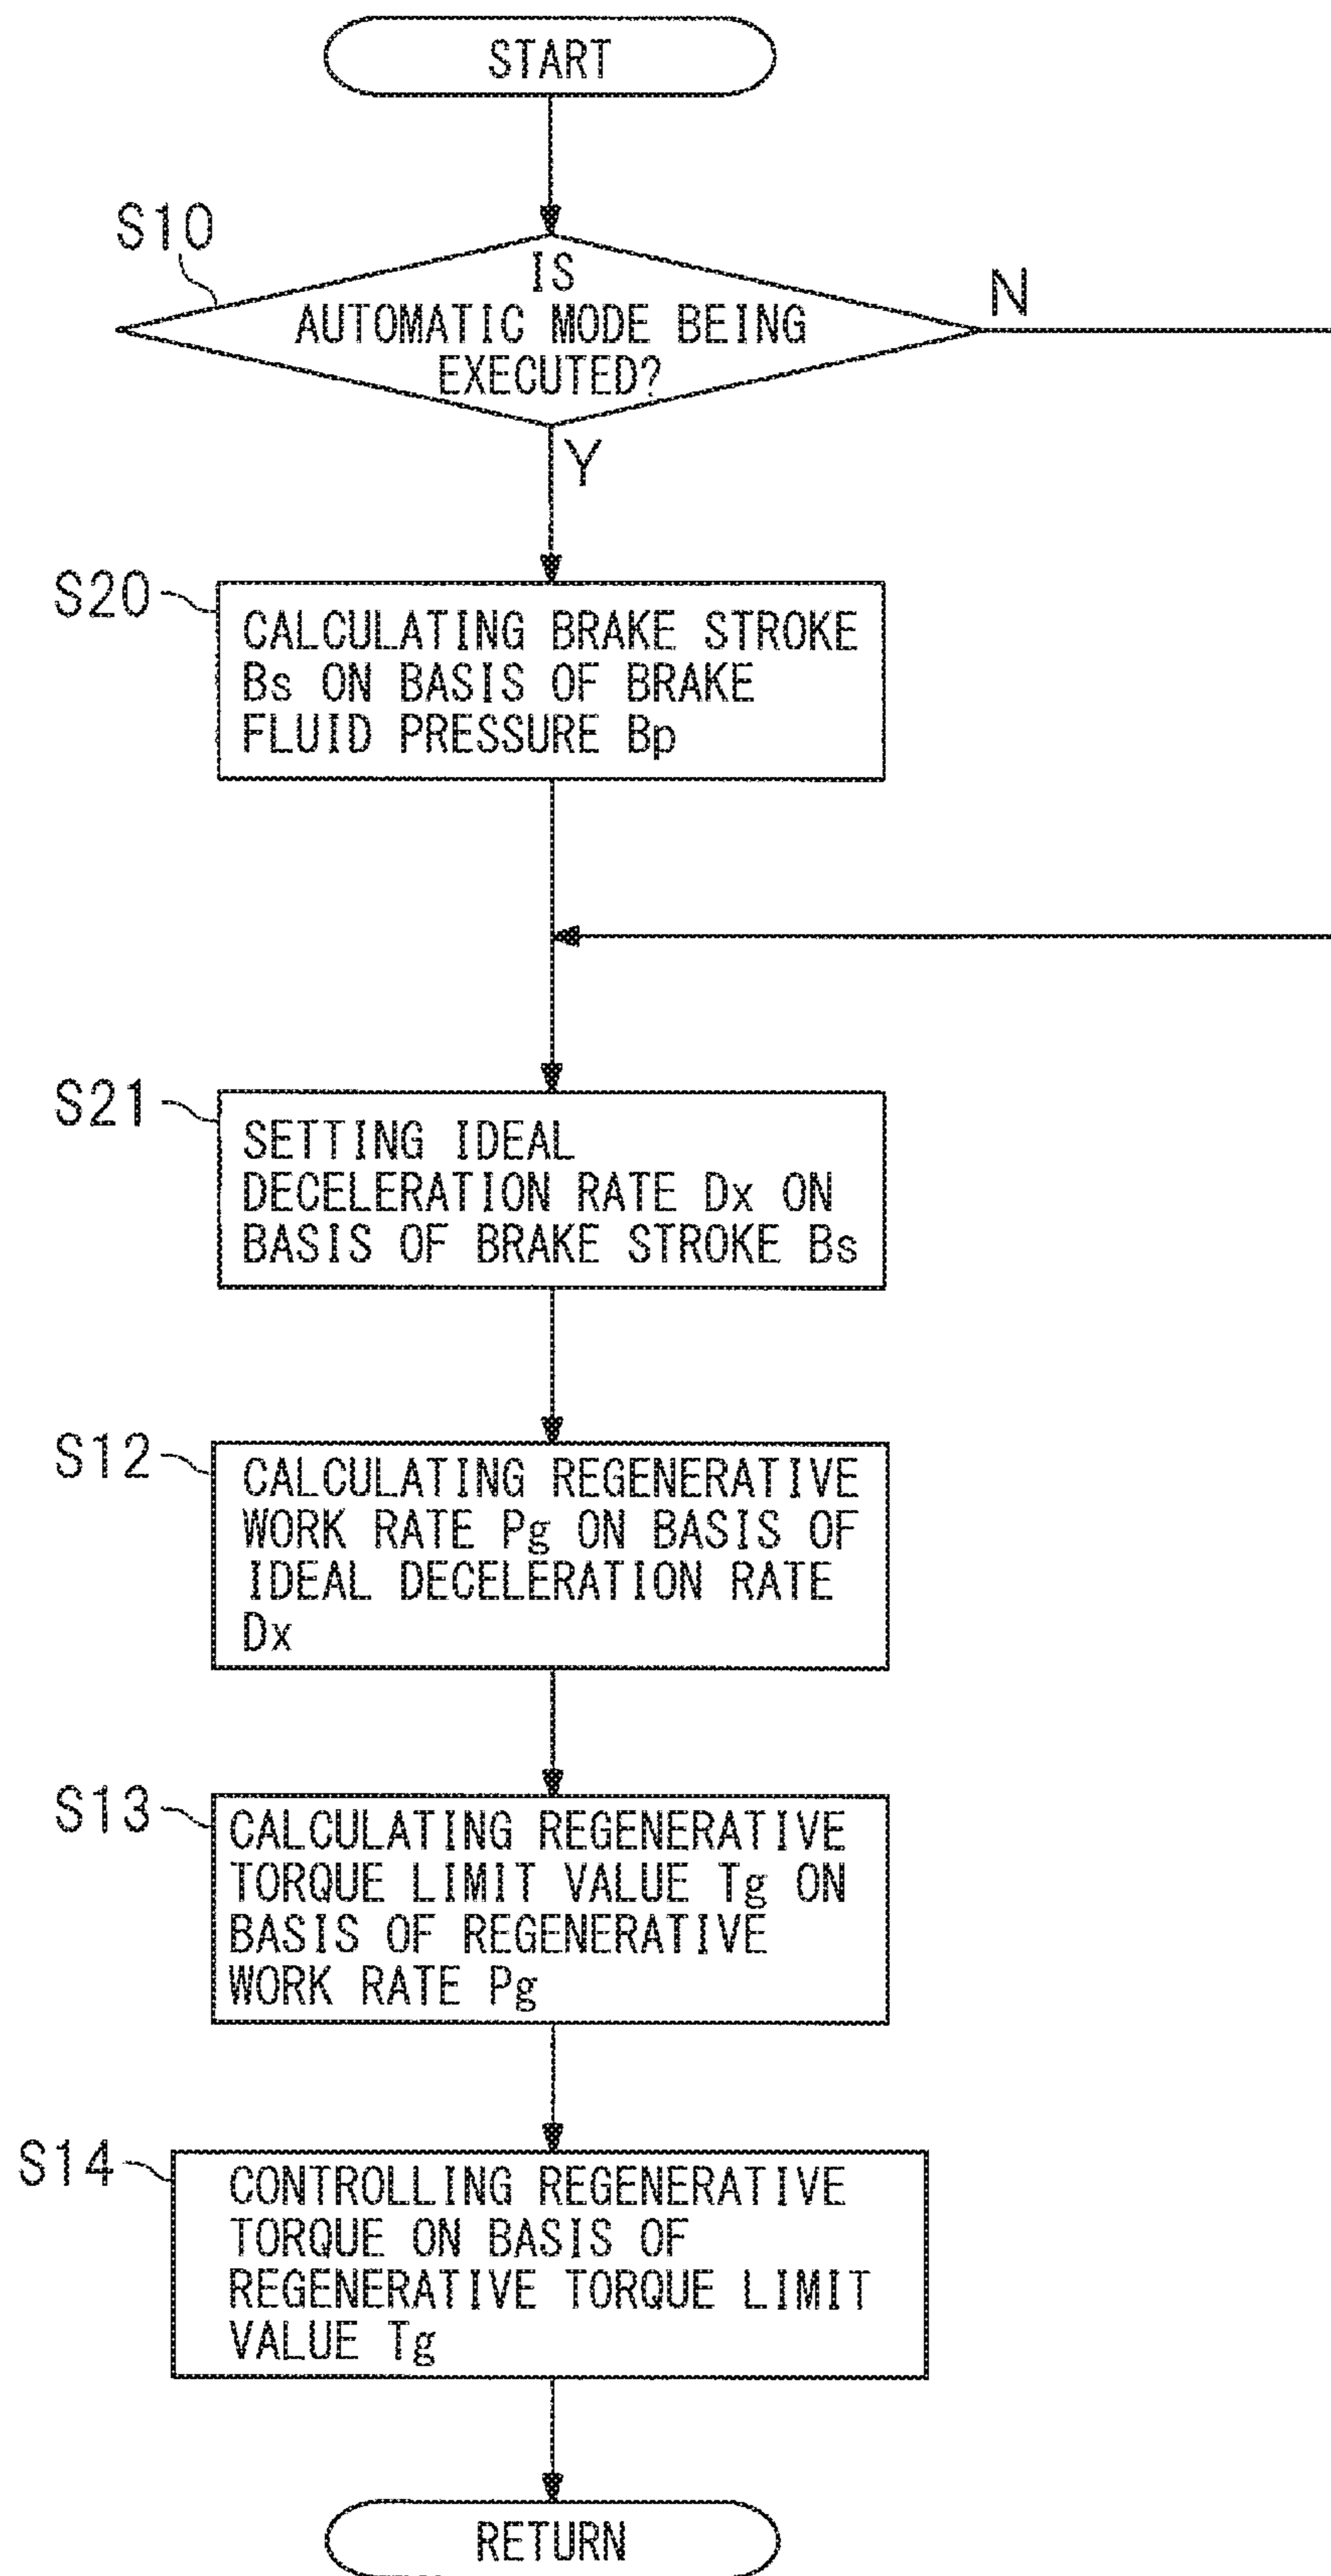 START
S10
IS
AUTOMATIC MODE BEING
EXECUTED?
N
Y
S20
CALCULATING BRAKE STROKE
Bs ON BASIS OF BRAKE
FLUID PRESSURE Bp
S21
SETTING IDEAL
DECELERATION RATE Dx ON
BASIS OF BRAKE STROKE Bs
S12
CALCULATING REGENERATIVE
WORK RATE Pg ON BASIS OF
IDEAL DECELERATION RATE
Dx
S13
CALCULATING REGENERATIVE
TORQUE LIMIT VALUE Tg ON
BASIS OF REGENERATIVE
WORK RATE Pg
S14
CONTROLLING REGENERATIVE
TORQUE ON BASIS OF
REGENERATIVE TORQUE LIMIT
VALUE Tg
RETURN